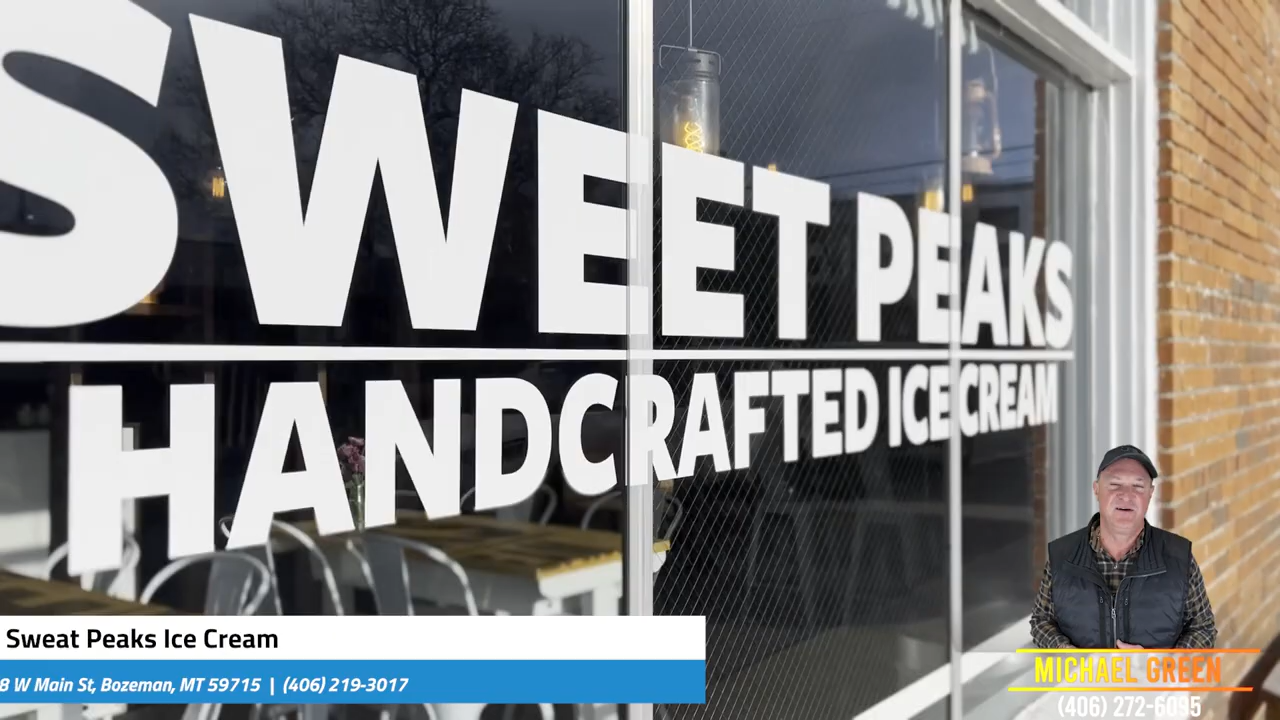 SWEET PEAKS
HANDCRAFTED ICE CREAM
Sweat Peaks Ice Cream
8 W Main St, Bozeman, MT 59715 | (406) 219-3017
MICHAEL GREEN
(406) 272-6095